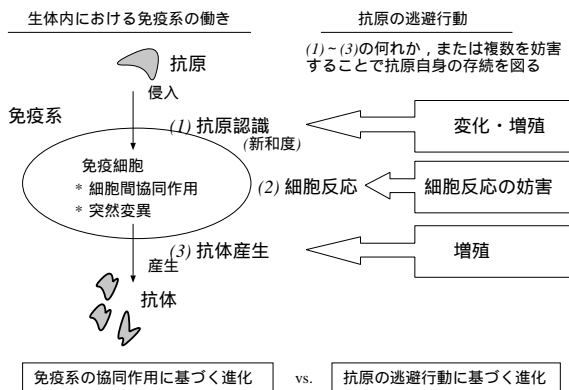 生体内における免疫系の働き
抗原の逃避行動
(1) ~ (3)の何れか，または複数を妨害
することで抗原自身の存続を図る
抗原
侵入
免疫系
(1) 抗原認識
(新和度)
変化・増殖
免疫細胞
* 細胞間協同作用
* 突然変異
(2) 細胞反応
細胞反応の妨害
(3) 抗体産生
増殖
産生
抗体
免疫系の協同作用に基づく進化 vs. 抗原の逃避行動に基づく進化